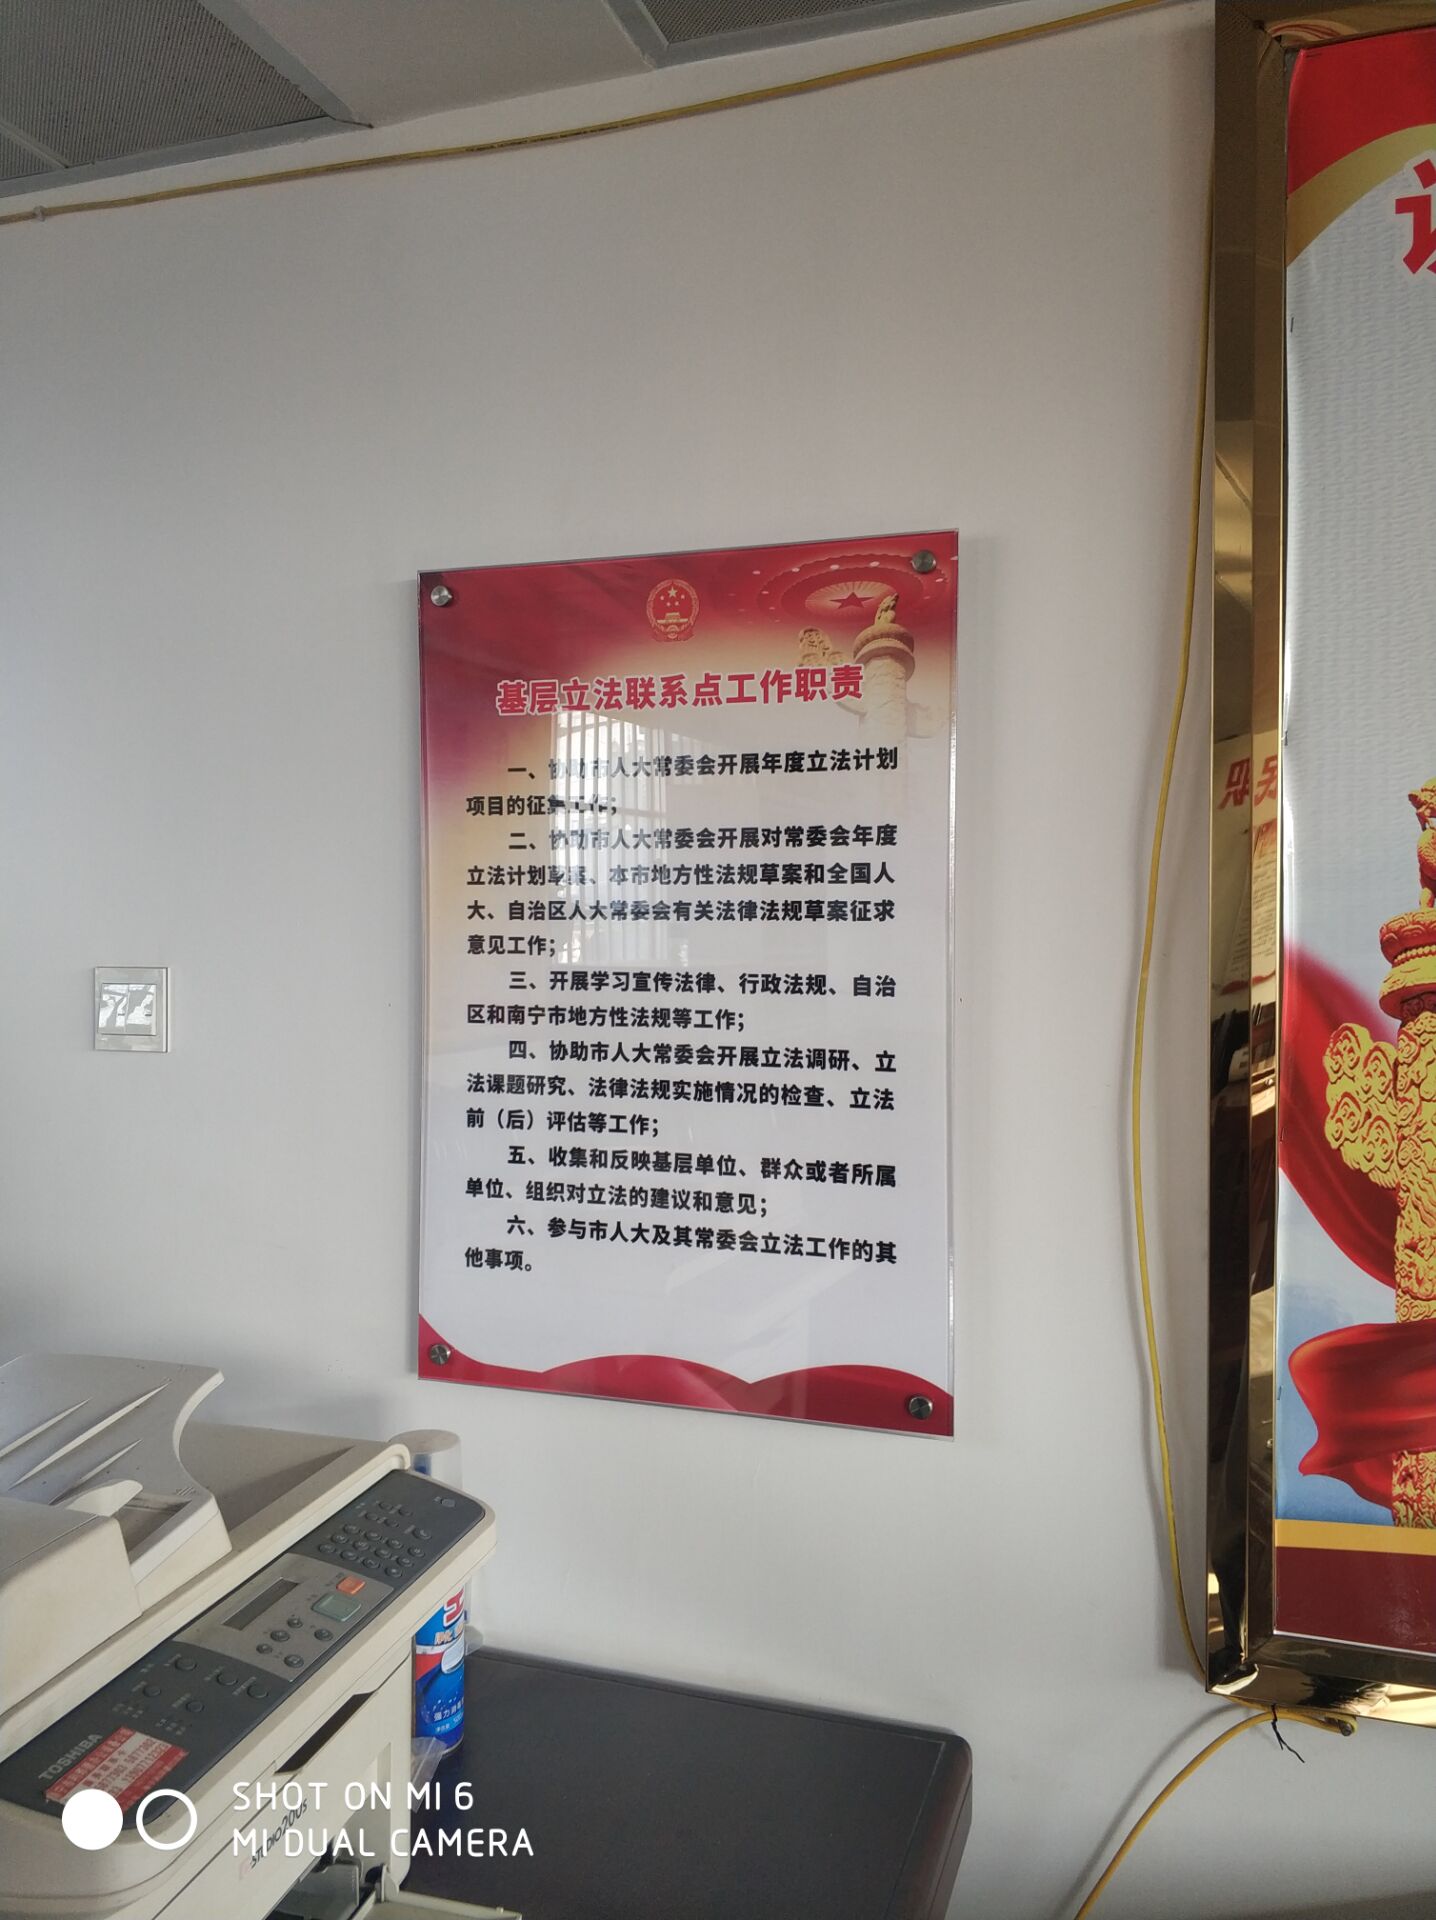 基层立法联系点工作职责
一、协助市人大常委会开展年度立法计划
项目的征集工作；
二、协助市人大常委会开展对常委会年度
立法计划草案、本市地方性法规草案和全国人
大、自治区人大常委会有关法律法规草案征求
意见工作；
三、开展学习宣传法律、行政法规、自治
区和南宁市地方性法规等工作；
四、协助市人大常委会开展立法调研、立
法课题研究、法律法规实施情况的检查、立法
前（后）评估等工作；
五、收集和反映基层单位、群众或者所属
单位、组织对立法的建议和意见；
六、参与市人大及其常委会立法工作的其
他事项。
TOSHIBA
SHOT ON MI 6
MI DUAL CAMERA